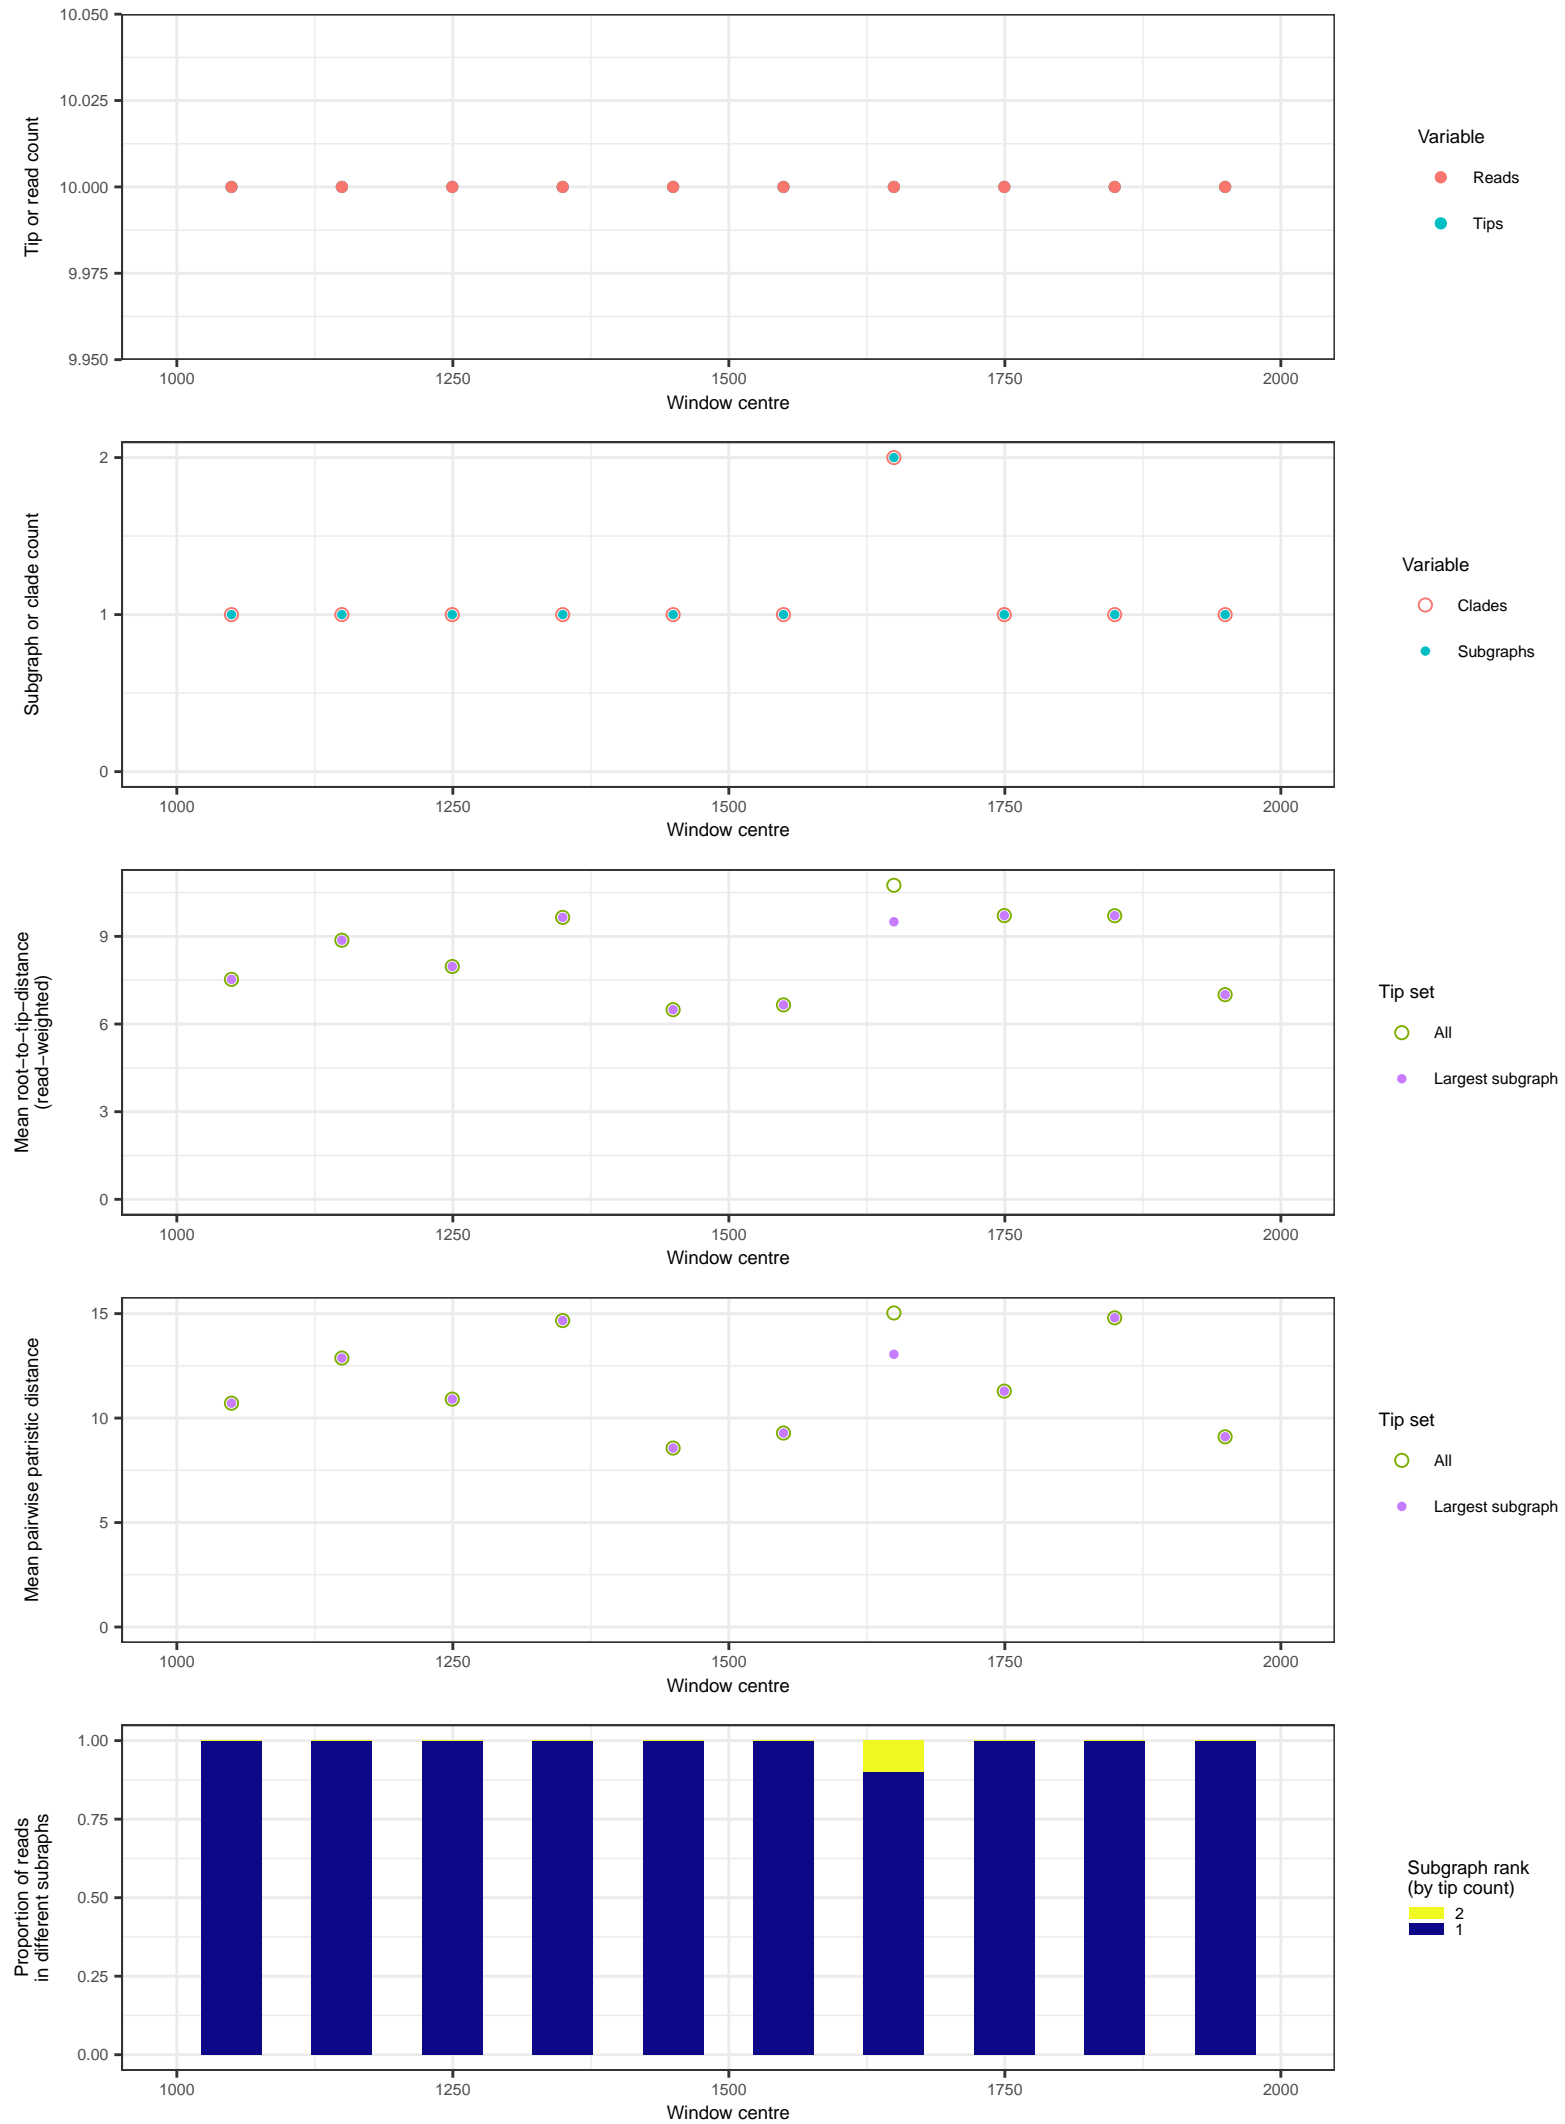 10.050
10.025
10.000
9.975
9.950
Tip or read count
1000 1250 1500 1750 2000
Window centre
Variable
Reads
Tips
2
1
0
Subgraph or clade count
1000 1250 1500 1750 2000
Window centre
Variable
Clades
Subgraphs
9
6
3
0
Mean root−to−tip−distance
(read−weighted)
1000 1250 1500 1750 2000
Window centre
Tip set
All
Largest subgraph
15
10
5
0
Mean pairwise patristic distance
1000 1250 1500 1750 2000
Window centre
Tip set
All
Largest subgraph
1.00
0.75
0.50
0.25
0.00
Proportion of reads
in different subraphs
1000 1250 1500 1750 2000
Window centre
Subgraph rank
(by tip count)
2
1